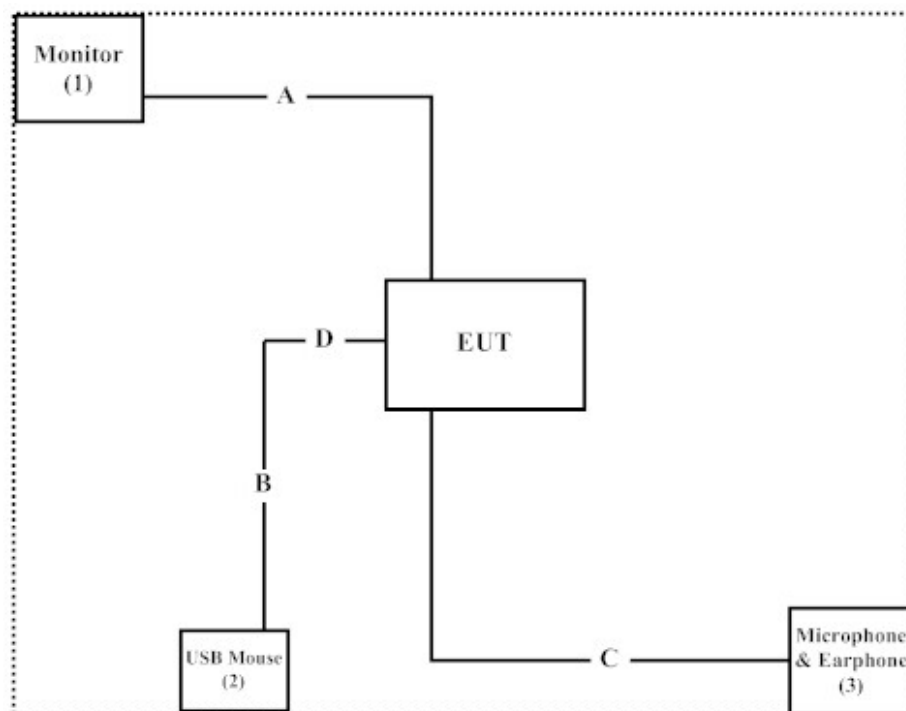 Monitor
(1)
A
EUT
D
B
USB Mouse
(2)
C
Microphone
& Earphone
(3)